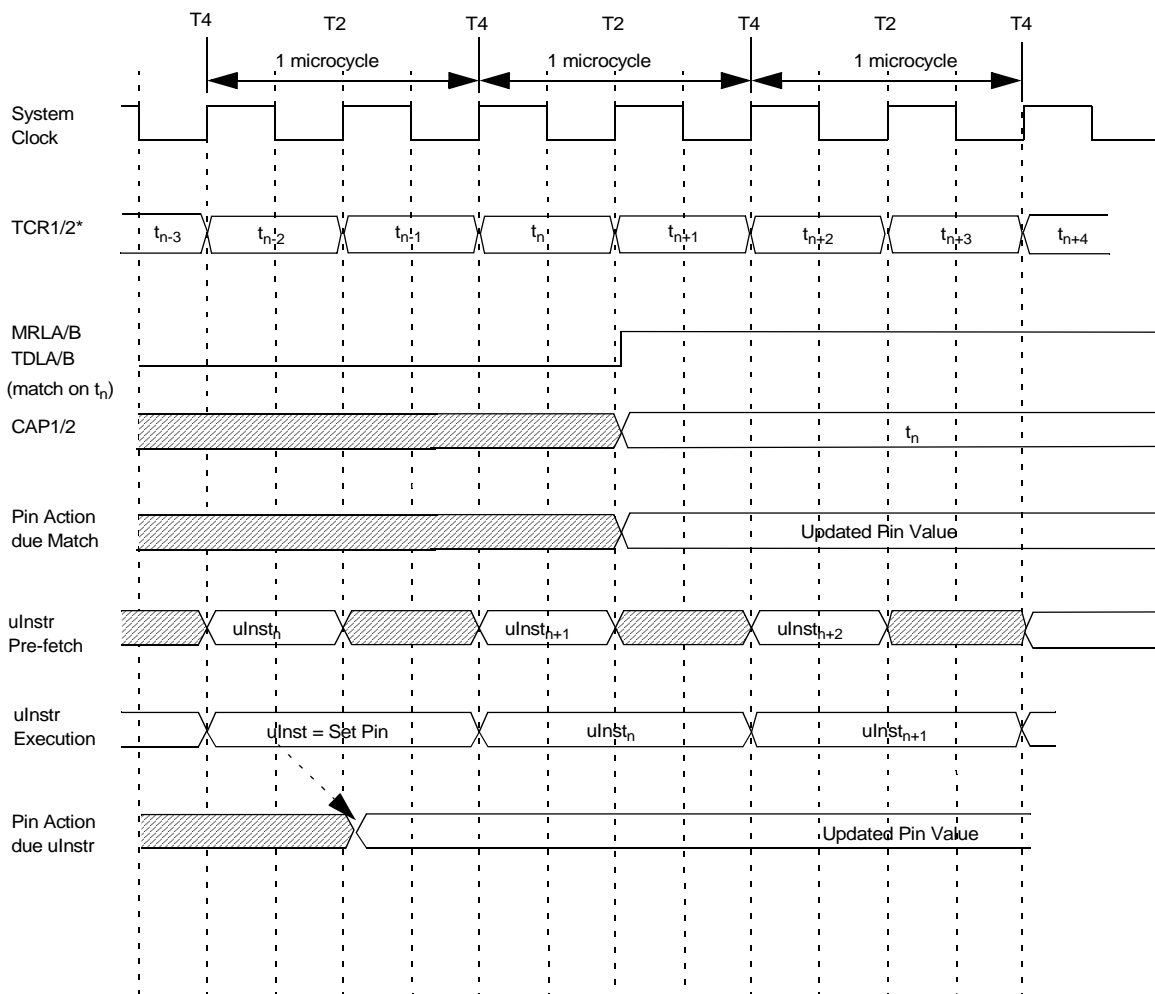 T4 T2 T4 T2 T4 T2 T4
1 microcycle 1 microcycle 1 microcycle
System
Clock
TCR1/2* tn-3 tn-2 tn-1 tn tn+1 tn+2 tn+3 tn+4
MRLA/B
TDLA/B
(match on tn)
CAP1/2 tn
Pin Action
due Match Updated Pin Value
uInstr
Pre-fetch uInstn uInstn+1 uInstn+2
uInstr
Execution uInst = Set Pin uInstn uInstn+1
Pin Action
due uInstr Updated Pin Value